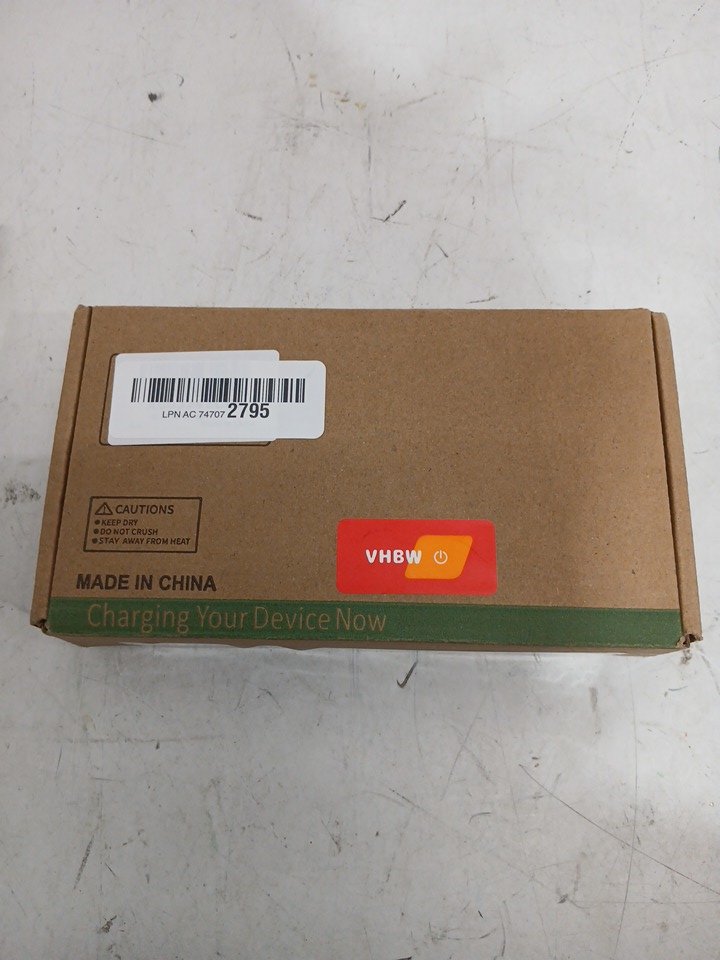 LPN AC 74707 2795
CAUTIONS
• KEEP DRY
• DO NOT CRUSH
• STAY AWAY FROM HEAT
VHBW
MADE IN CHINA
Charging Your Device Now